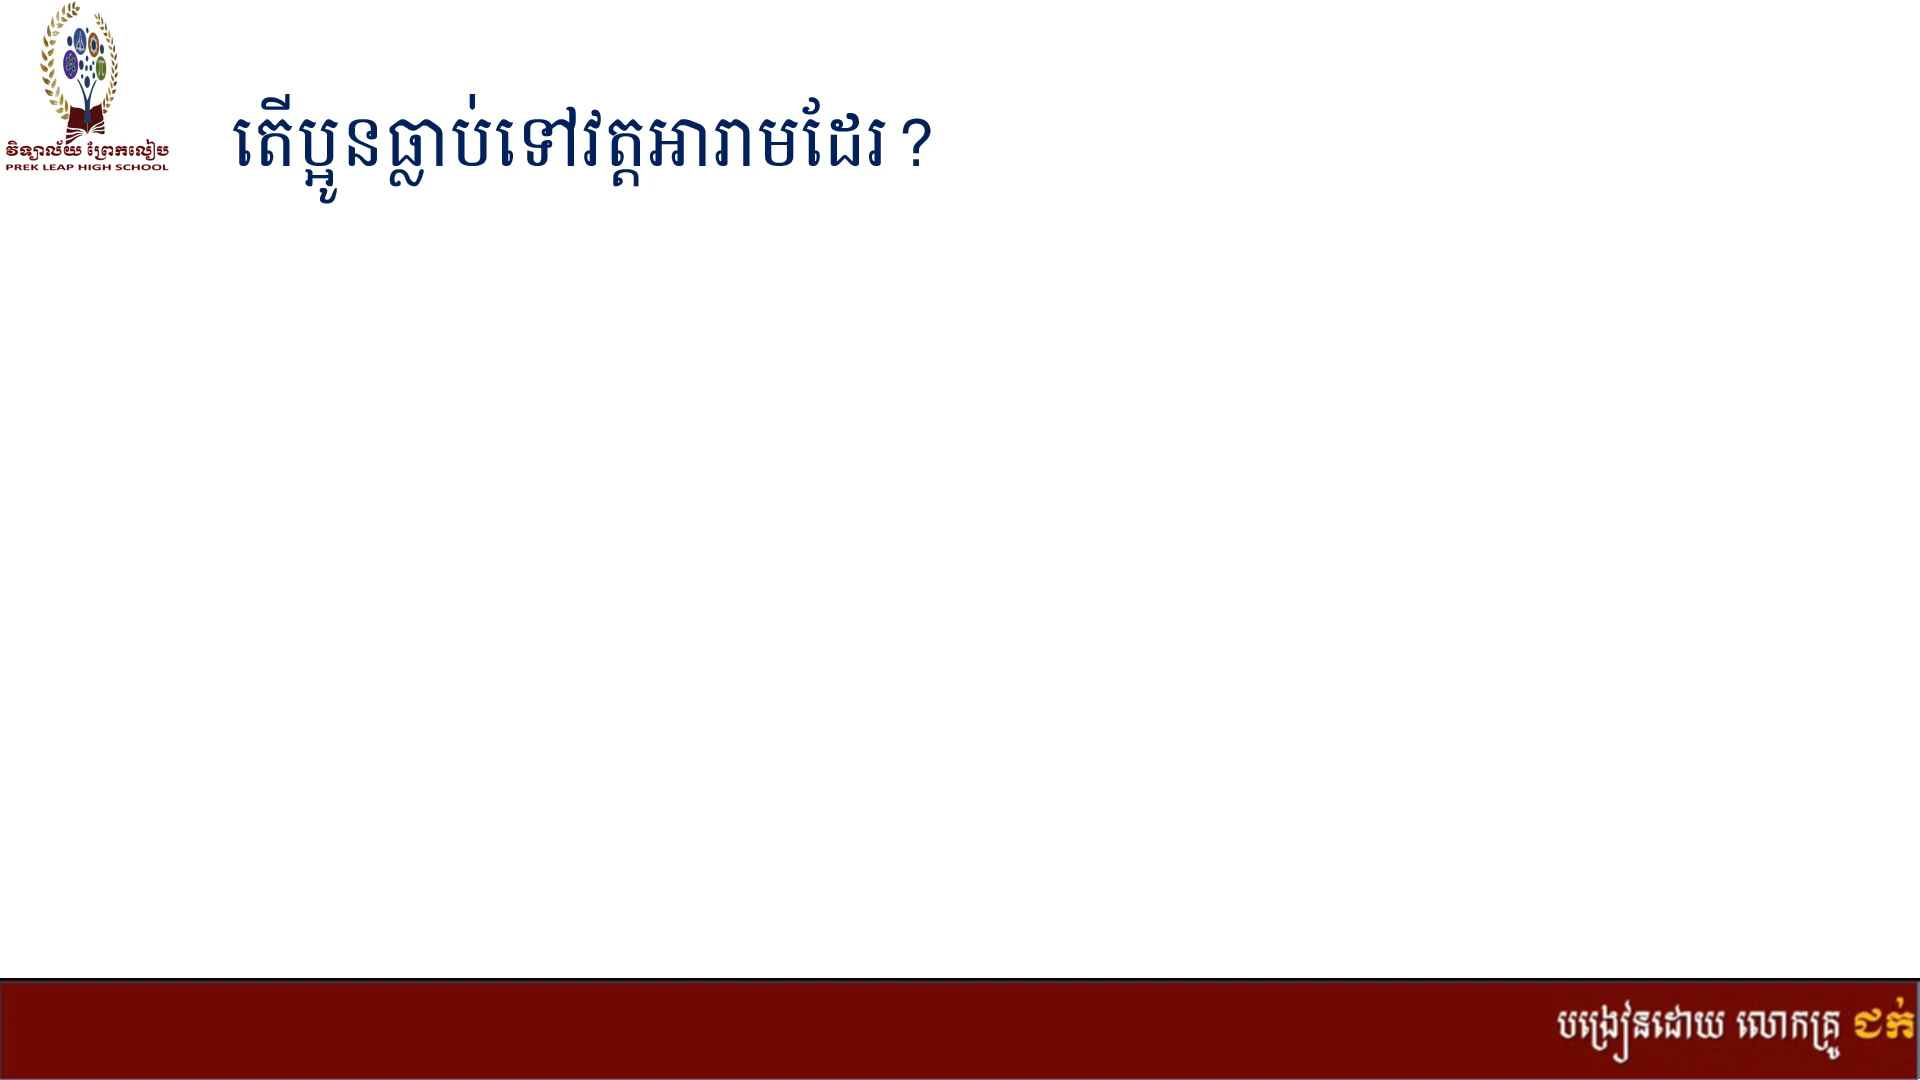 វិទ្យាល័យ ព្រែកលៀប
PREK LEAP HIGH SCHOOL
តើប្អូនធ្លាប់ទៅវត្តអារាមដែរ ?
បង្រៀនដោយ លោកគ្រូ ជក់